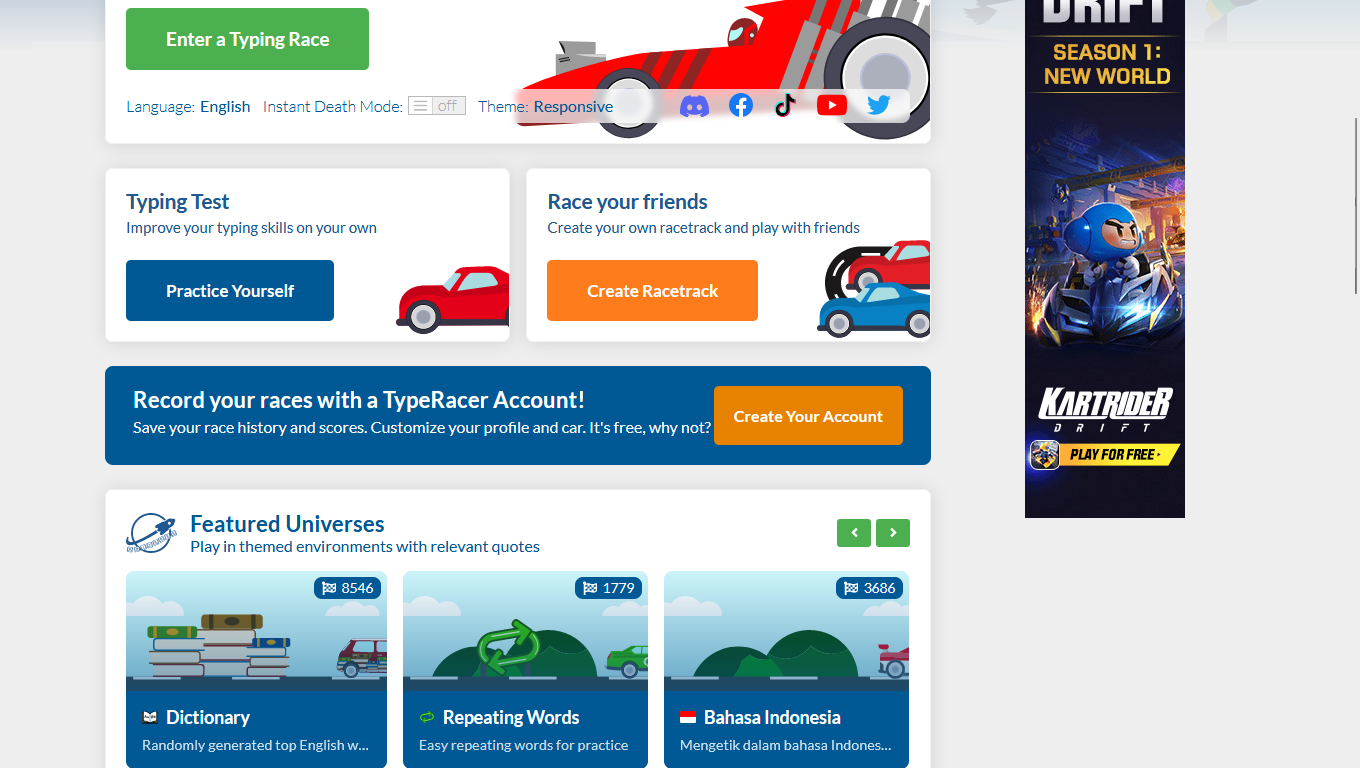 DRIFT
SEASON 1:
NEW WORLD
Enter a Typing Race
Language: English Instant Death Mode: off Theme: Responsive
Typing Test
Improve your typing skills on your own
Practice Yourself
Race your friends
Create your own racetrack and play with friends
Create Racetrack
Record your races with a TypeRacer Account!
Save your race history and scores. Customize your profile and car. It's free, why not?
Create Your Account
KARTRIDER
DRIFT
PLAY FOR FREE
Featured Universes
Play in themed environments with relevant quotes
8546
Dictionary
Randomly generated top English w...
1779
Repeating Words
Easy repeating words for practice
3686
Bahasa Indonesia
Mengetik dalam bahasa Indones...